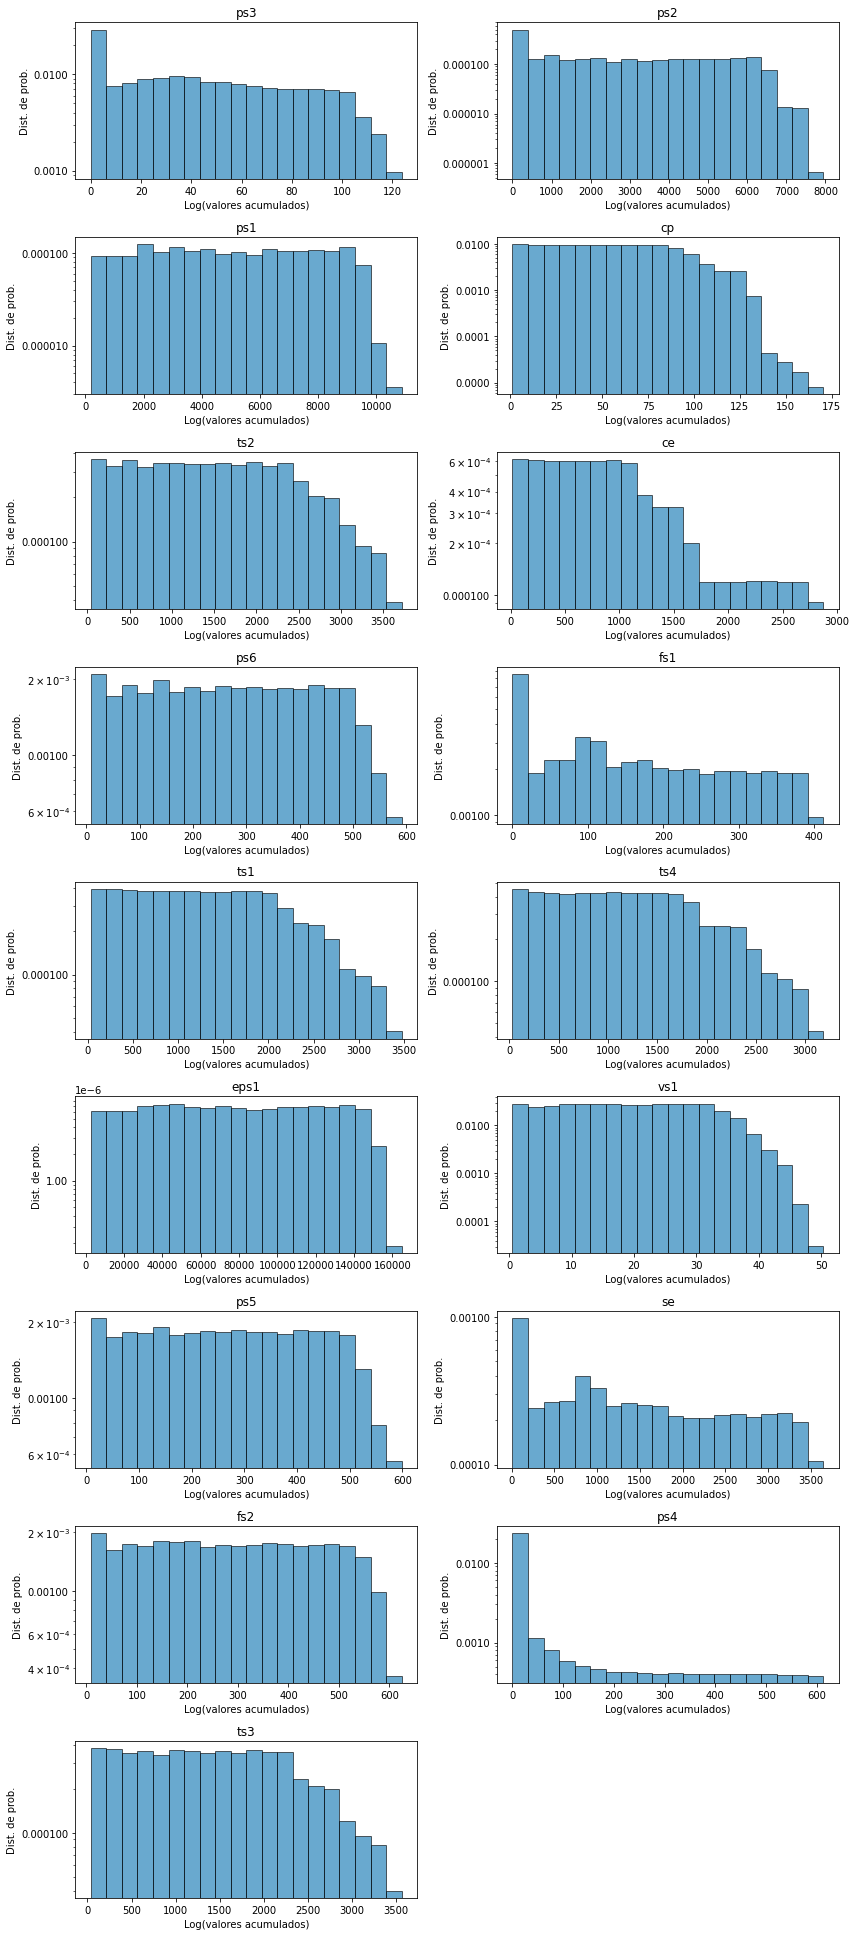 ps3
Dist. de prob.
0.0100
0.0010
0 20 40 60 80 100 120
Log(valores acumulados)
ps2
Dist. de prob.
0.000100
0.000010
0.000001
0 1000 2000 3000 4000 5000 6000 7000 8000
Log(valores acumulados)
ps1
Dist. de prob.
0.000100
0.000010
0 2000 4000 6000 8000 10000
Log(valores acumulados)
cp
Dist. de prob.
0.0100
0.0010
0.0001
0.0000
0 25 50 75 100 125 150 175
Log(valores acumulados)
ts2
Dist. de prob.
0.000100
0 500 1000 1500 2000 2500 3000 3500
Log(valores acumulados)
ce
Dist. de prob.
6 × 10⁻⁴
4 × 10⁻⁴
3 × 10⁻⁴
2 × 10⁻⁴
0.000100
0 500 1000 1500 2000 2500 3000
Log(valores acumulados)
ps6
Dist. de prob.
2 × 10⁻³
0.00100
6 × 10⁻⁴
0 100 200 300 400 500 600
Log(valores acumulados)
fs1
Dist. de prob.
0.00100
0 100 200 300 400
Log(valores acumulados)
ts1
Dist. de prob.
0.000100
0 500 1000 1500 2000 2500 3000 3500
Log(valores acumulados)
ts4
Dist. de prob.
0.000100
0 500 1000 1500 2000 2500 3000
Log(valores acumulados)
eps1
1e−6
Dist. de prob.
1.00
0 20000 40000 60000 80000 100000 120000 140000 160000
Log(valores acumulados)
vs1
Dist. de prob.
0.0100
0.0010
0.0001
0 10 20 30 40 50
Log(valores acumulados)
ps5
Dist. de prob.
2 × 10⁻³
0.00100
6 × 10⁻⁴
0 100 200 300 400 500 600
Log(valores acumulados)
se
Dist. de prob.
0.00100
0.00010
0 500 1000 1500 2000 2500 3000 3500
Log(valores acumulados)
fs2
Dist. de prob.
2 × 10⁻³
0.00100
6 × 10⁻⁴
4 × 10⁻⁴
0 100 200 300 400 500 600
Log(valores acumulados)
ps4
Dist. de prob.
0.0100
0.0010
0 100 200 300 400 500 600
Log(valores acumulados)
ts3
Dist. de prob.
0.000100
0 500 1000 1500 2000 2500 3000 3500
Log(valores acumulados)